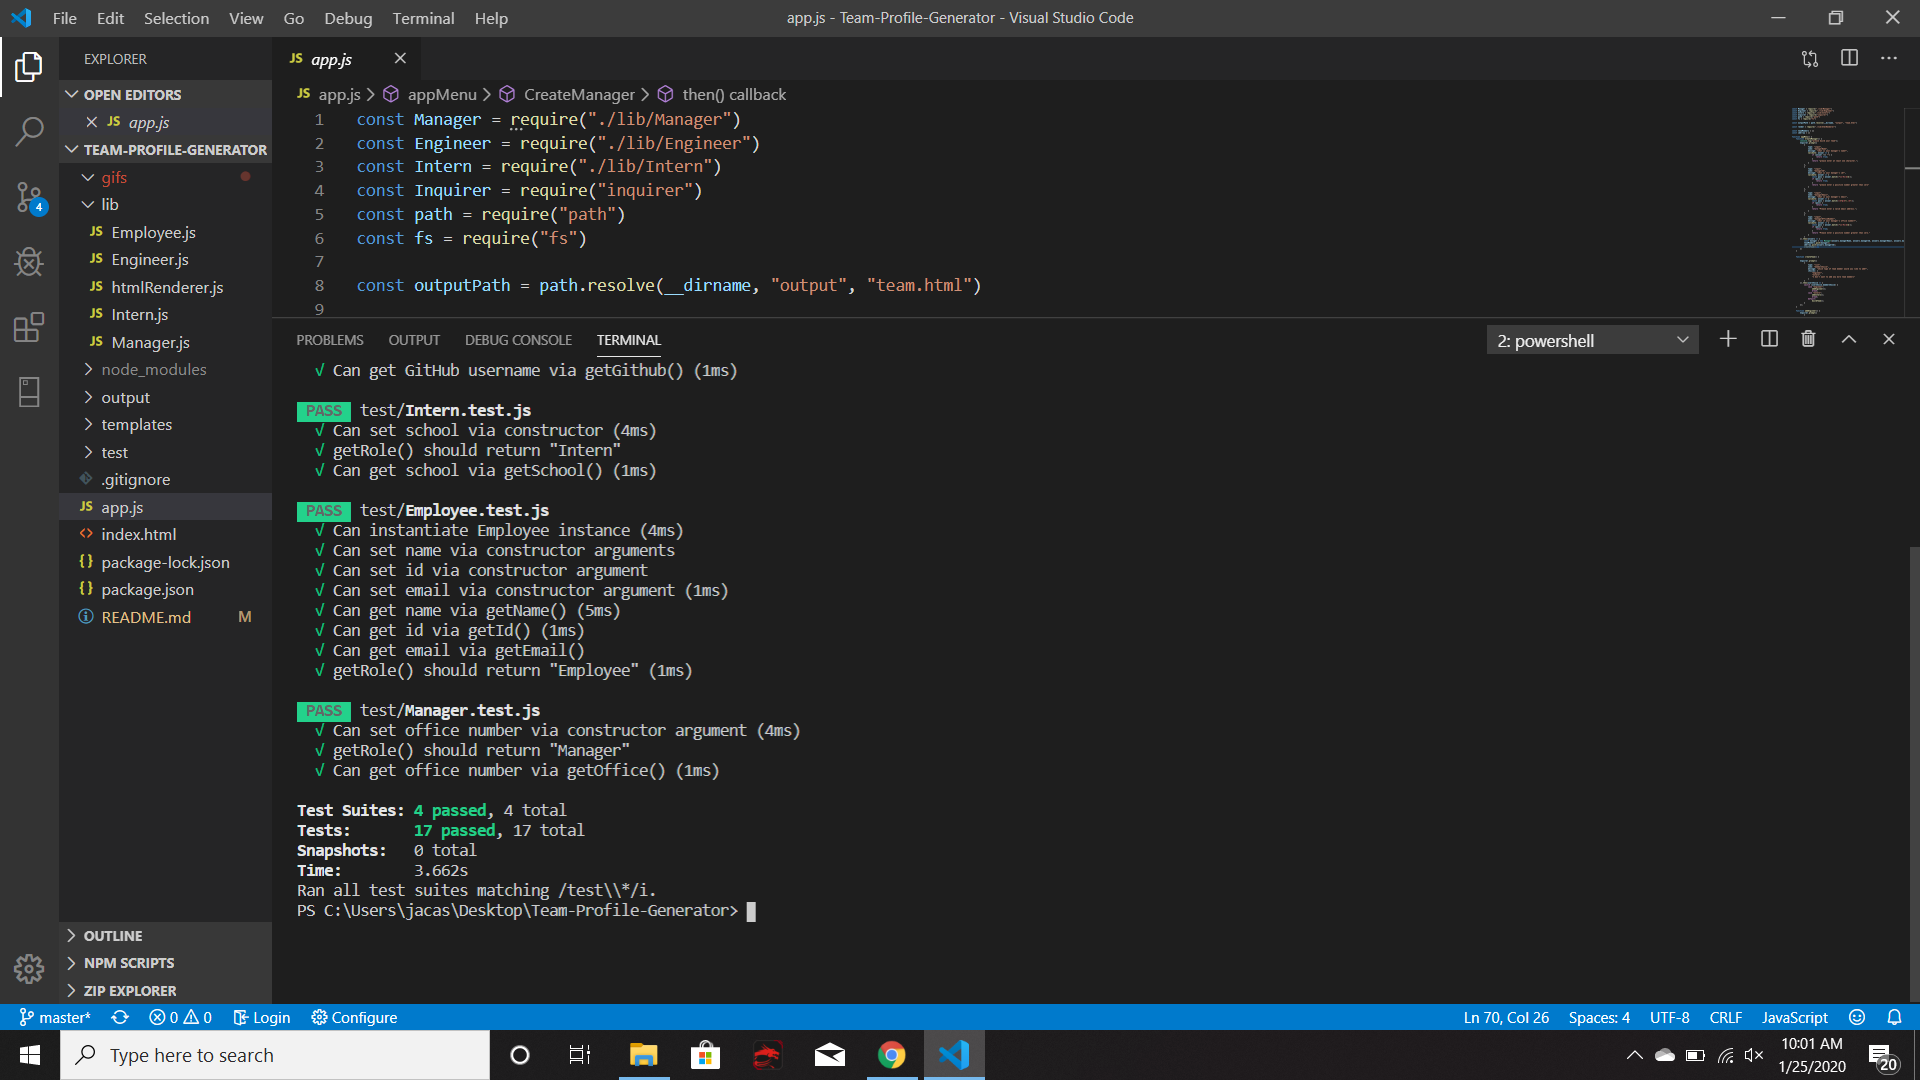 File Edit Selection View Go Debug Terminal Help
app.js - Team-Profile-Generator - Visual Studio Code
EXPLORER
OPEN EDITORS
JS app.js
TEAM-PROFILE-GENERATOR
gifs
lib
JS Employee.js
JS Engineer.js
JS htmlRenderer.js
JS Intern.js
JS Manager.js
node_modules
output
templates
test
.gitignore
JS app.js
<> index.html
{} package-lock.json
{} package.json
README.md M
OUTLINE
NPM SCRIPTS
ZIP EXPLORER
4
JS app.js
JS app.js > appMenu > CreateManager > then() callback
1 const Manager = require("./lib/Manager")
2 const Engineer = require("./lib/Engineer")
3 const Intern = require("./lib/Intern")
4 const Inquirer = require("inquirer")
5 const path = require("path")
6 const fs = require("fs")
7
8 const outputPath = path.resolve(__dirname, "output", "team.html")
9
PROBLEMS OUTPUT DEBUG CONSOLE TERMINAL
2: powershell
√ Can get GitHub username via getGithub() (1ms)
PASS test/Intern.test.js
√ Can set school via constructor (4ms)
√ getRole() should return "Intern"
√ Can get school via getSchool() (1ms)
PASS test/Employee.test.js
√ Can instantiate Employee instance (4ms)
√ Can set name via constructor arguments
√ Can set id via constructor argument
√ Can set email via constructor argument (1ms)
√ Can get name via getName() (5ms)
√ Can get id via getId() (1ms)
√ Can get email via getEmail()
√ getRole() should return "Employee" (1ms)
PASS test/Manager.test.js
√ Can set office number via constructor argument (4ms)
√ getRole() should return "Manager"
√ Can get office number via getOffice() (1ms)
Test Suites: 4 passed, 4 total
Tests: 17 passed, 17 total
Snapshots: 0 total
Time: 3.662s
Ran all test suites matching /test\\*/i.
PS C:\Users\jacas\Desktop\Team-Profile-Generator>
master* 0 0 Login Configure
Ln 70, Col 26 Spaces: 4 UTF-8 CRLF JavaScript
Type here to search
10:01 AM
1/25/2020
20